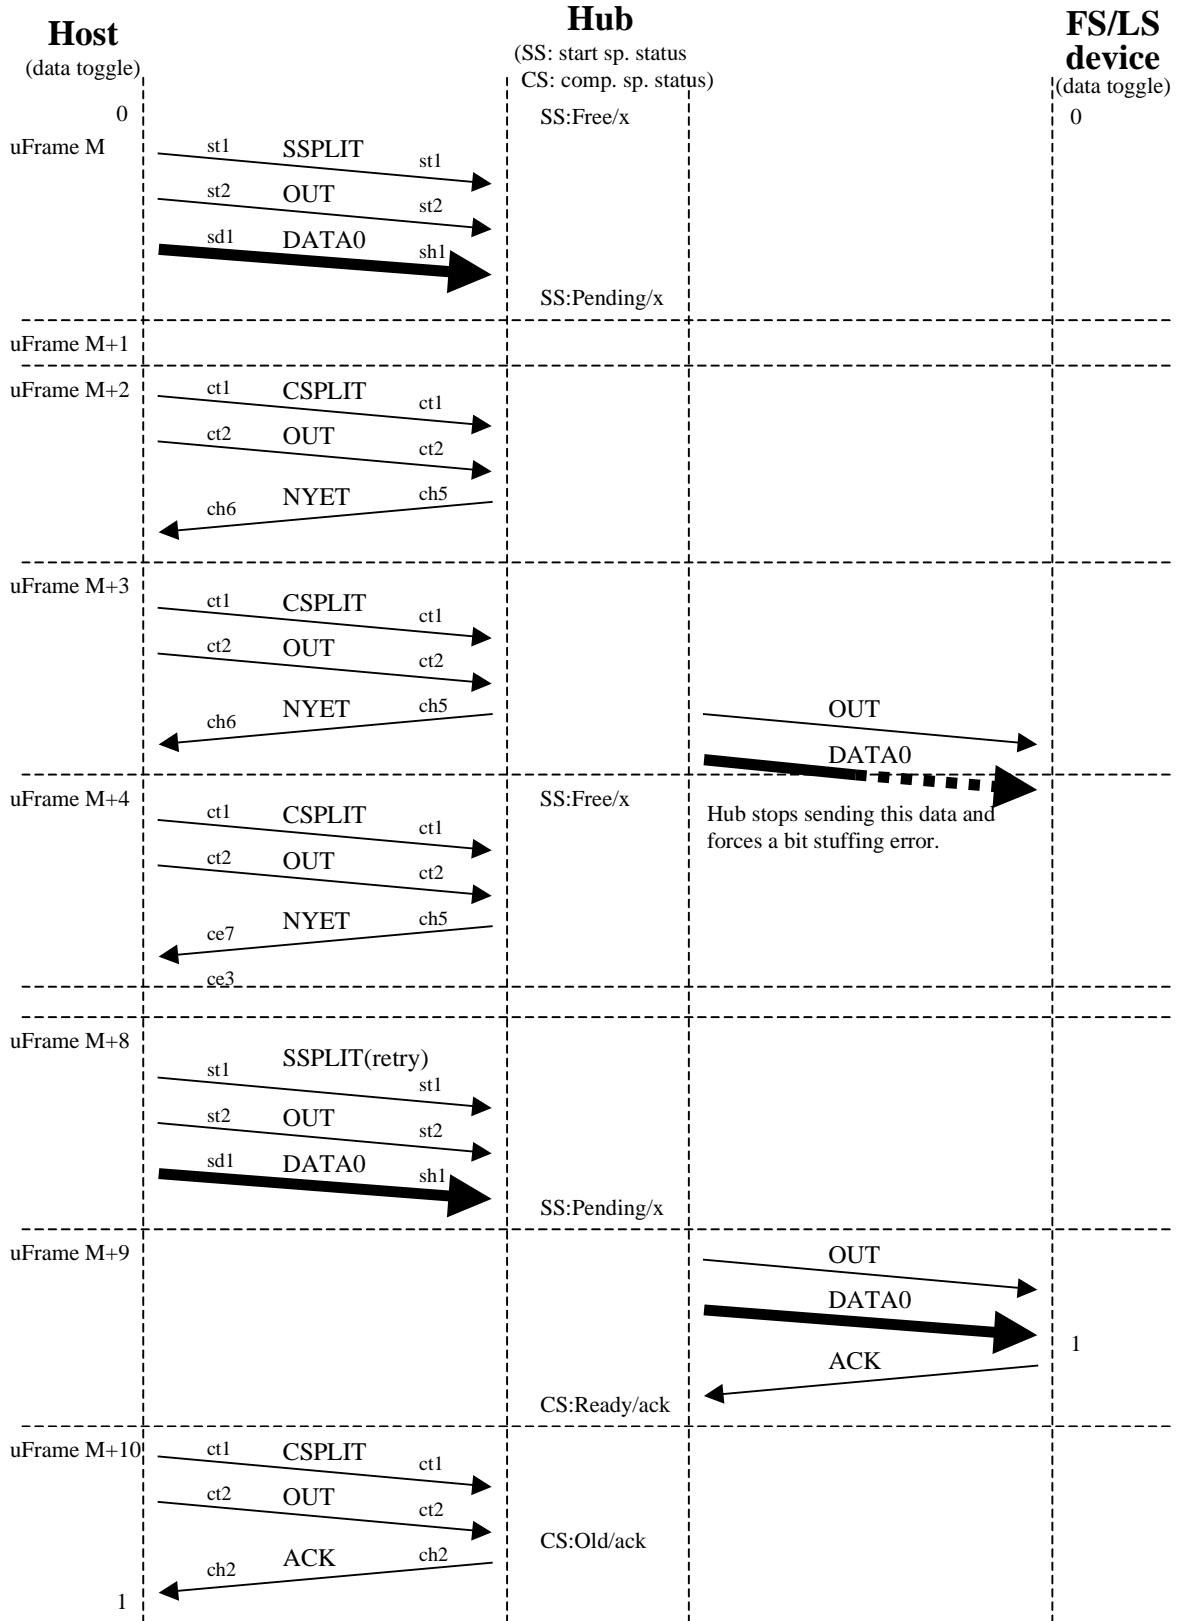 Host
(data toggle)
Hub
(SS: start sp. status
CS: comp. sp. status)
FS/LS
device
(data toggle)
0
SS:Free/x
0
uFrame M
st1 SSPLIT st1
st2 OUT st2
sd1 DATA0 sh1
SS:Pending/x
uFrame M+1
uFrame M+2
ct1 CSPLIT ct1
ct2 OUT ct2
ch6 NYET ch5
uFrame M+3
ct1 CSPLIT ct1
ct2 OUT ct2
ch6 NYET ch5
OUT
DATA0
uFrame M+4
SS:Free/x
Hub stops sending this data and
forces a bit stuffing error.
ct1 CSPLIT ct1
ct2 OUT ct2
ce7 NYET ch5
ce3
uFrame M+8
st1 SSPLIT(retry) st1
st2 OUT st2
sd1 DATA0 sh1
SS:Pending/x
uFrame M+9
OUT
DATA0
1
ACK
CS:Ready/ack
uFrame M+10
ct1 CSPLIT ct1
ct2 OUT ct2
CS:Old/ack
ch2 ACK ch2
1